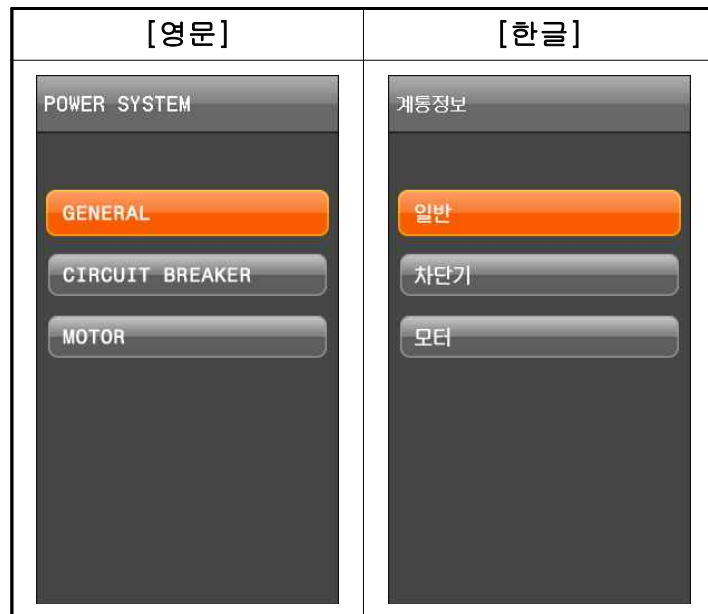 [영문]
[한글]
POWER SYSTEM
GENERAL
CIRCUIT BREAKER
MOTOR
계통정보
일반
차단기
모터